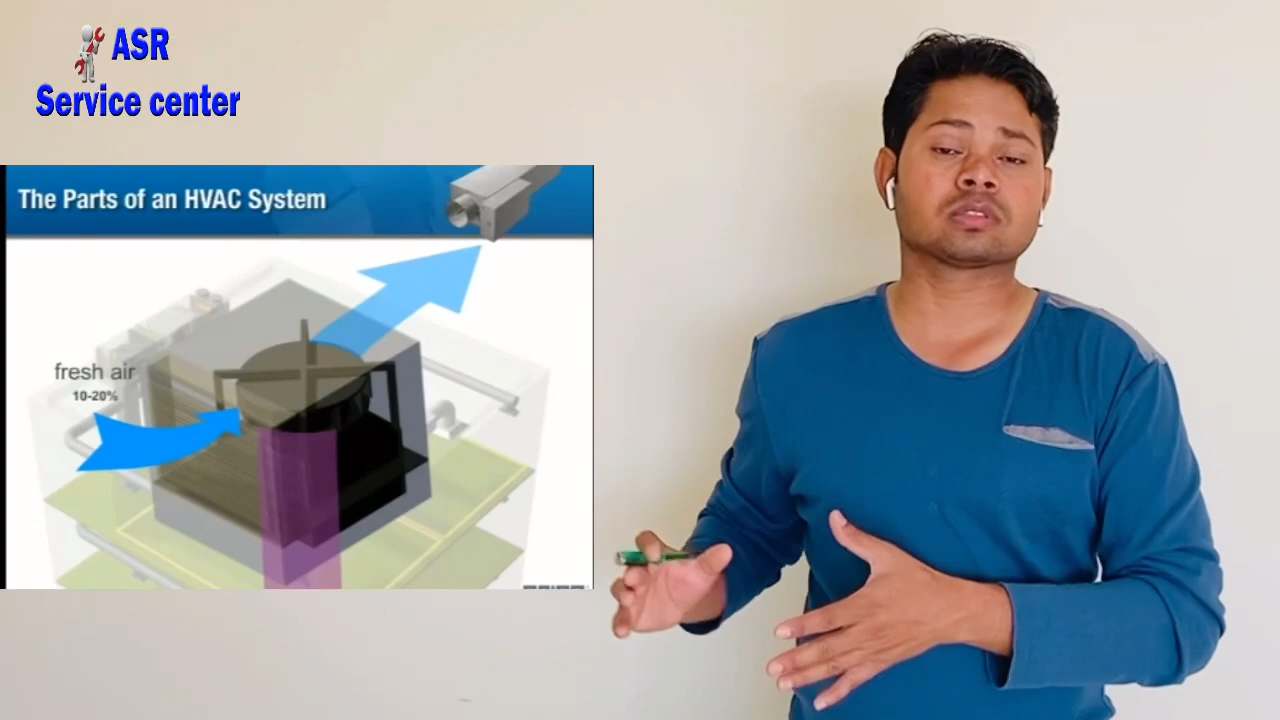 ASR
Service center
The Parts of an HVAC System
fresh air
10-20%